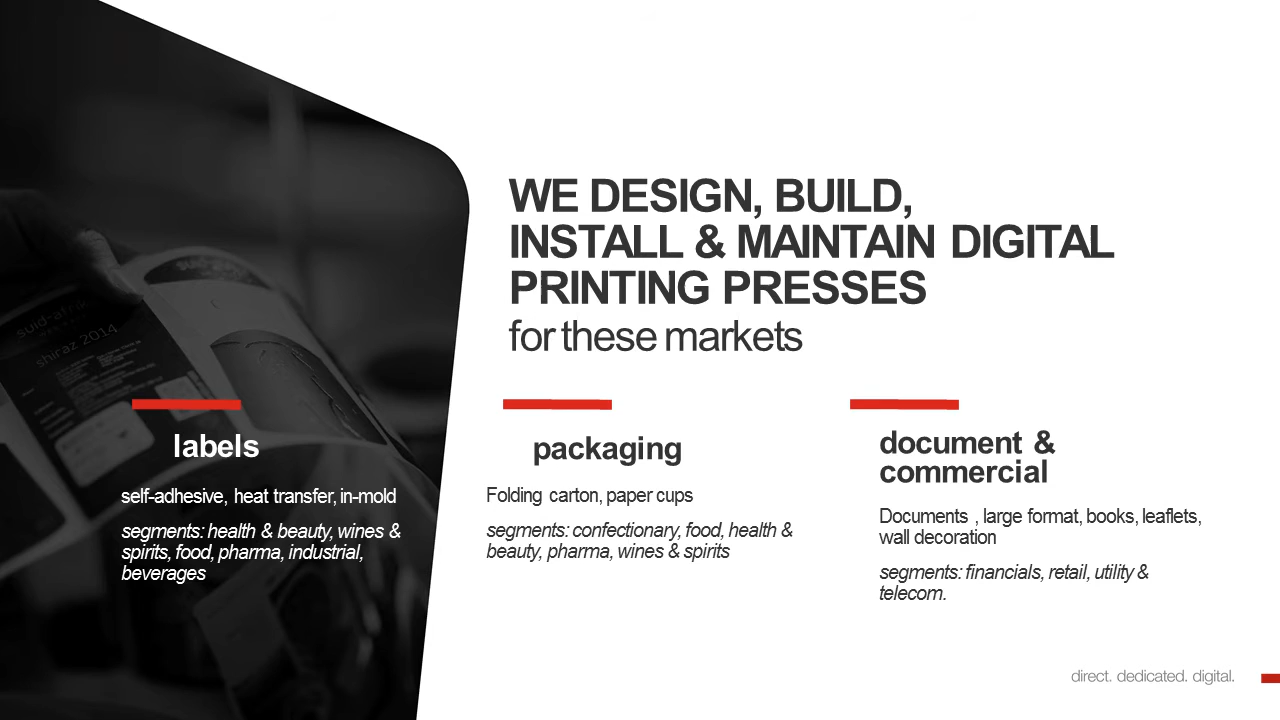 WE DESIGN, BUILD,
INSTALL & MAINTAIN DIGITAL
PRINTING PRESSES
for these markets
labels
self-adhesive, heat transfer, in-mold
segments: health & beauty, wines &
spirits, food, pharma, industrial,
beverages
packaging
Folding carton, paper cups
segments: confectionary, food, health &
beauty, pharma, wines & spirits
document &
commercial
Documents , large format, books, leaflets,
wall decoration
segments: financials, retail, utility &
telecom.
suid-afrika
shiraz 2014
direct. dedicated. digital.